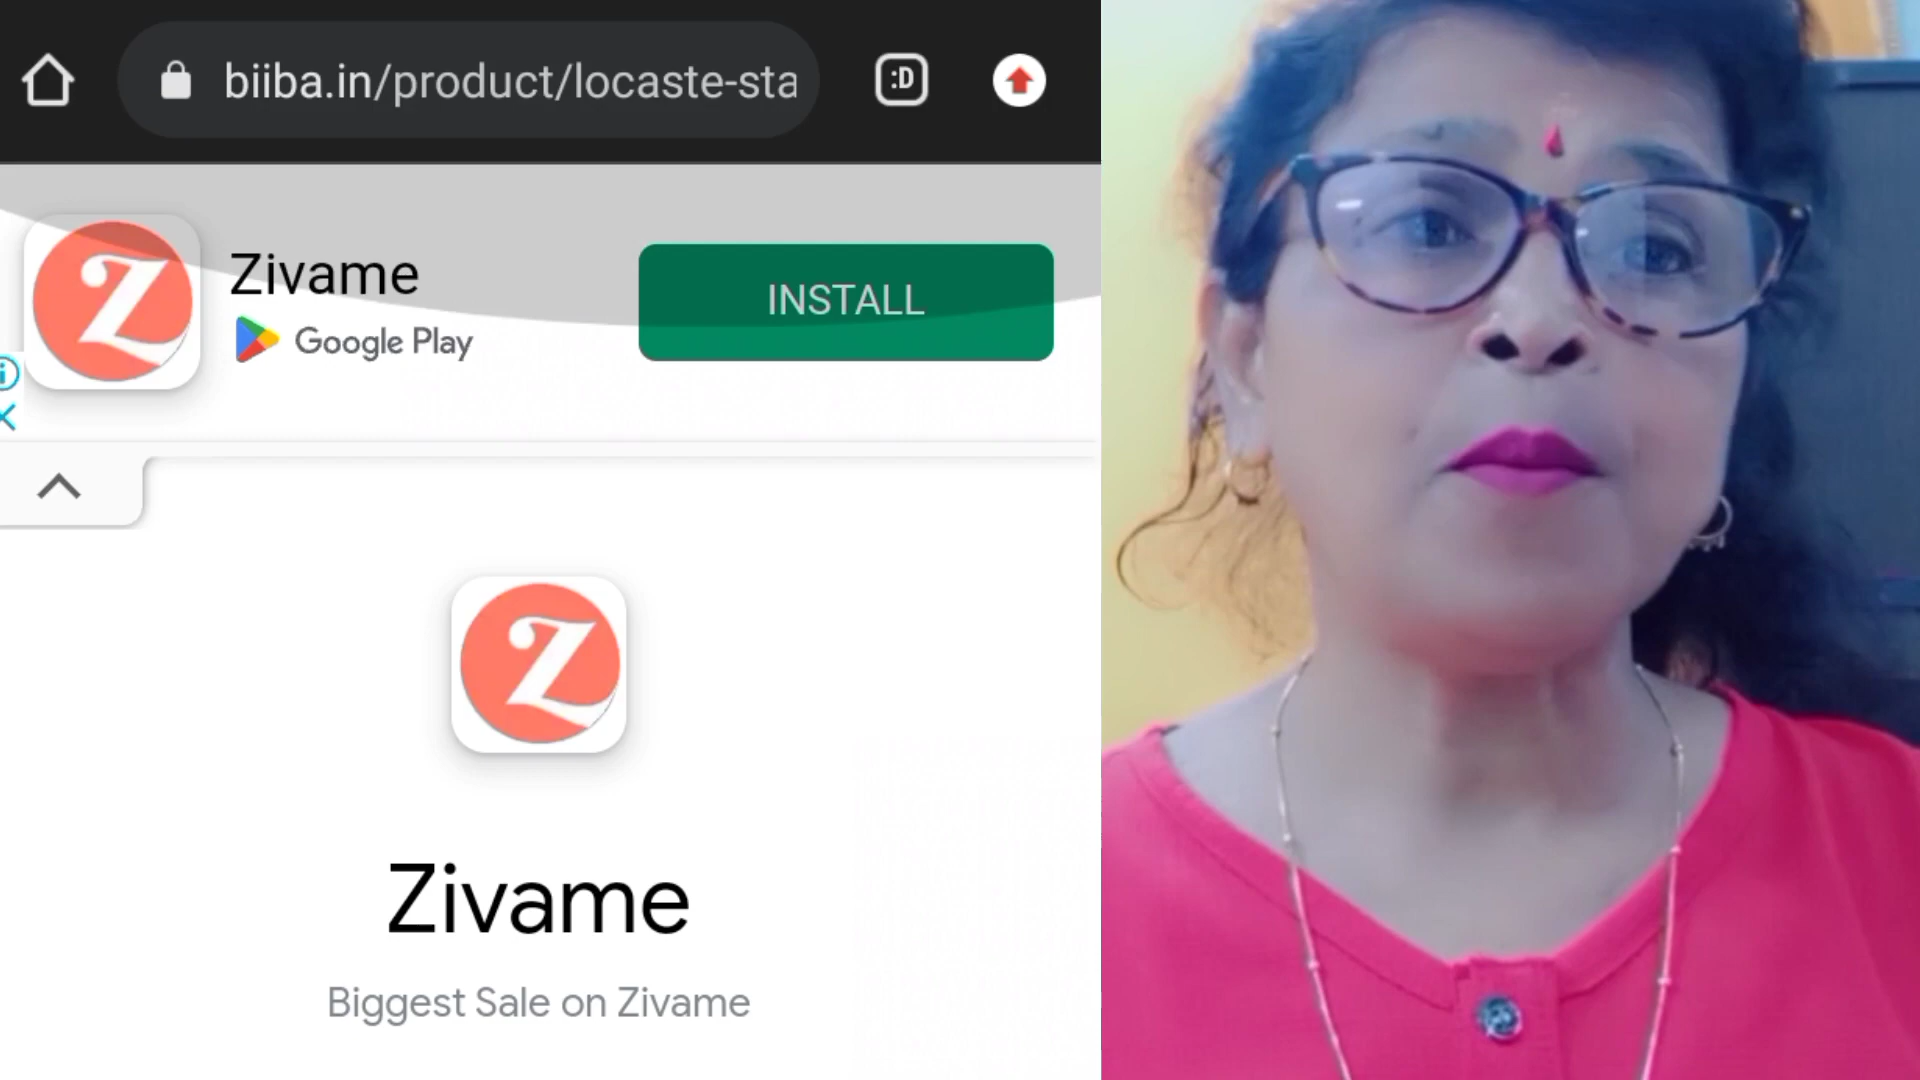 biiba.in/product/locaste-sta
:D
Zivame
Google Play
INSTALL
Zivame
Biggest Sale on Zivame